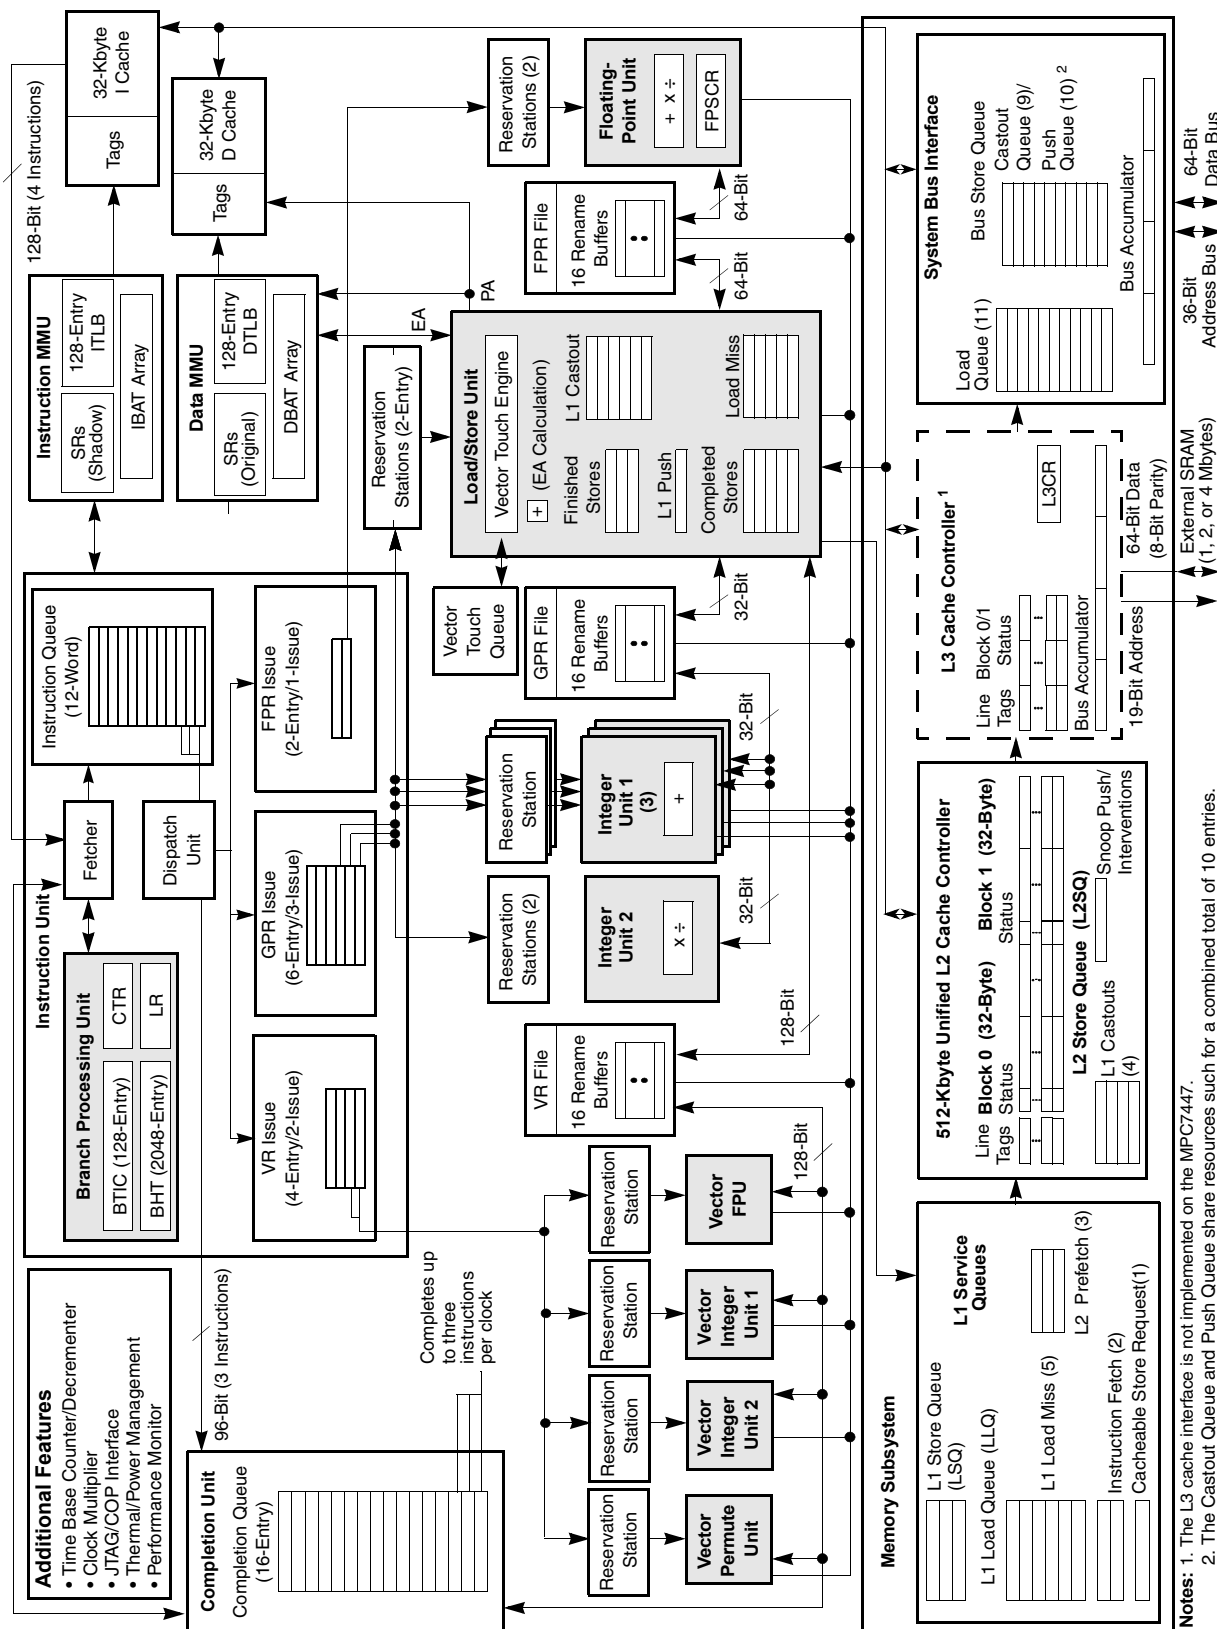 Additional Features
• Time Base Counter/Decrementer
• Clock Multiplier
• JTAG/COP Interface
• Thermal/Power Management
• Performance Monitor
Instruction Unit
Branch Processing Unit
BTIC (128-Entry)
CTR
BHT (2048-Entry)
LR
Fetcher
Instruction Queue
(12-Word)
Dispatch
Unit
96-Bit (3 Instructions)
VR Issue
(4-Entry/2-Issue)
GPR Issue
(6-Entry/3-Issue)
FPR Issue
(2-Entry/1-Issue)
Instruction MMU
SRs
(Shadow)
128-Entry
ITLB
IBAT Array
Data MMU
SRs
(Original)
128-Entry
DTLB
DBAT Array
128-Bit (4 Instructions)
Tags
32-Kbyte
I Cache
Tags
32-Kbyte
D Cache
EA
PA
Completion Unit
Completion Queue
(16-Entry)
Completes up
to three
instructions
per clock
Reservation
Stations (2-Entry)
Vector
Touch
Queue
Load/Store Unit
Vector Touch Engine
+
(EA Calculation)
Finished
Stores
L1 Castout
L1 Push
Completed
Stores
Load Miss
Reservation
Station
Reservation
Station
Reservation
Station
Reservation
Station
Vector
Permute
Unit
Vector
Integer
Unit 2
Vector
Integer
Unit 1
Vector
FPU
128-Bit
VR File
16 Rename
Buffers
128-Bit
Reservation
Stations (2)
Integer
Unit 2
x ÷
32-Bit
Reservation
Station
Integer
Unit 1
(3)
+
32-Bit
GPR File
16 Rename
Buffers
32-Bit
FPR File
16 Rename
Buffers
64-Bit
64-Bit
Reservation
Stations (2)
Floating-
Point Unit
+ x ÷
FPSCR
Memory Subsystem
L1 Store Queue
(LSQ)
L1 Load Queue (LLQ)
L1 Load Miss (5)
Instruction Fetch (2)
Cacheable Store Request(1)
L1 Service
Queues
L2 Prefetch (3)
512-Kbyte Unified L2 Cache Controller
Line
Tags
Block 0 (32-Byte)
Status
Block 1 (32-Byte)
Status
L2 Store Queue (L2SQ)
L1 Castouts
(4)
Snoop Push/
Interventions
L3 Cache Controller 1
Line
Tags
Block 0/1
Status
L3CR
Bus Accumulator
19-Bit Address
64-Bit Data
(8-Bit Parity)
External SRAM
(1, 2, or 4 Mbytes)
System Bus Interface
Load
Queue (11)
Bus Store Queue
Castout
Queue (9)/
Push
Queue (10) 2
Bus Accumulator
36-Bit
Address Bus
64-Bit
Data Bus
Notes: 1. The L3 cache interface is not implemented on the MPC7447.
2. The Castout Queue and Push Queue share resources such for a combined total of 10 entries.